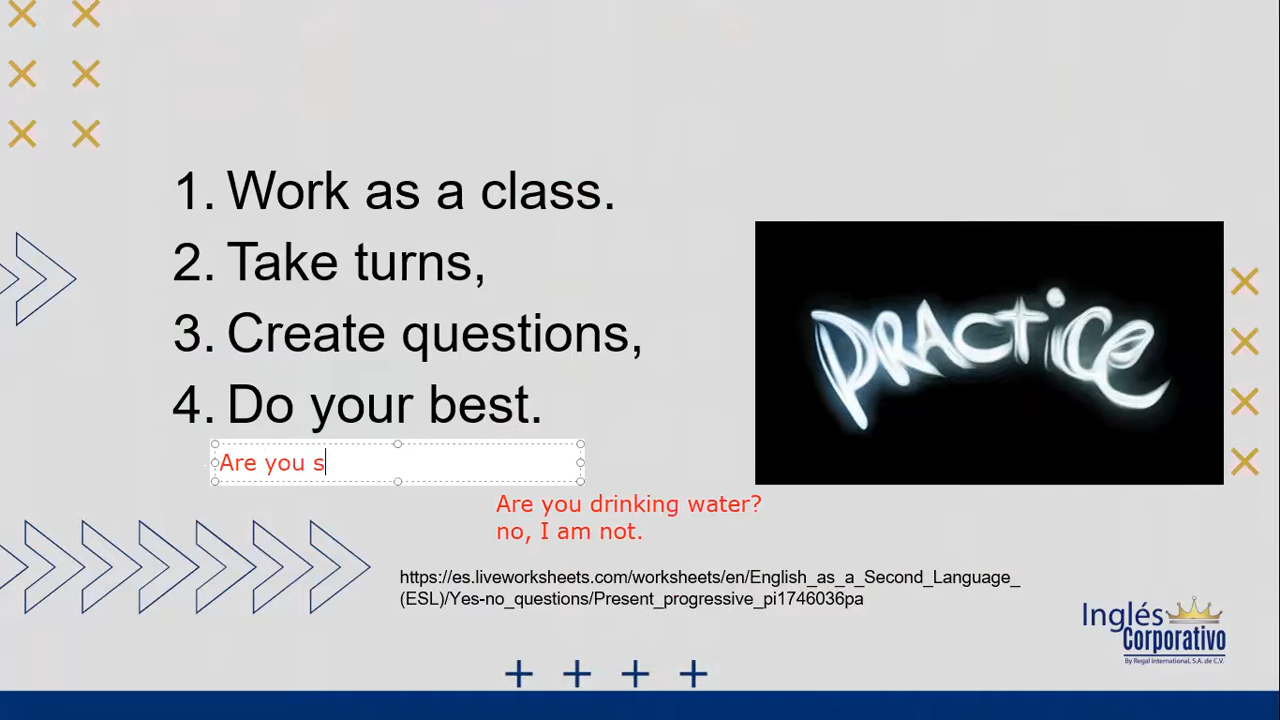 1. Work as a class.
2. Take turns,
3. Create questions,
4. Do your best.
PRACTICE
Are you s
Are you drinking water?
no, I am not.
https://es.liveworksheets.com/worksheets/en/English_as_a_Second_Language_
(ESL)/Yes-no_questions/Present_progressive_pi1746036pa
Inglés
Corporativo
By Regal International, S.A. de C.V.